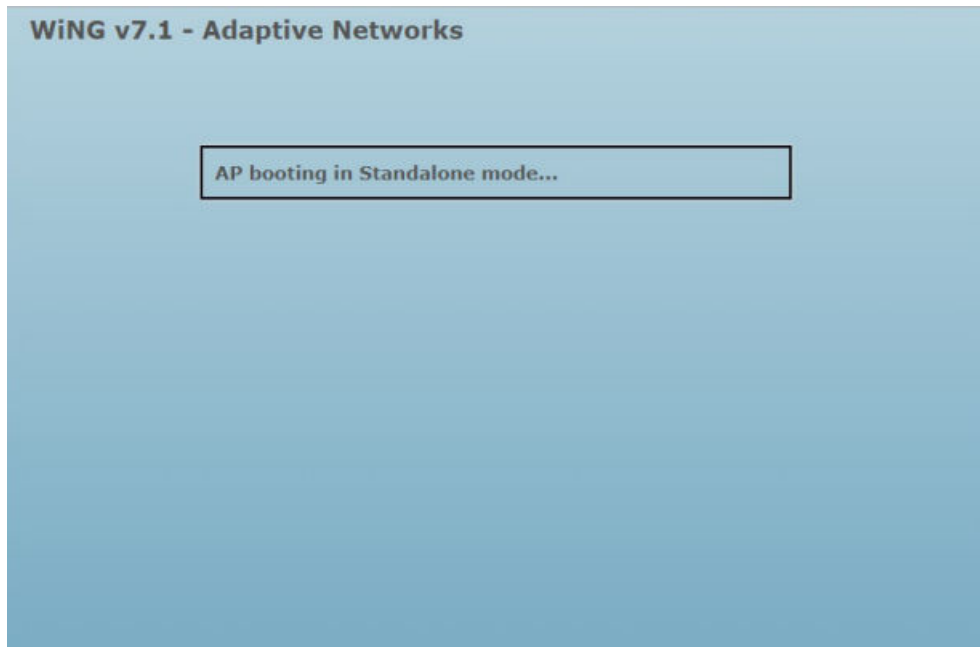 WiNG v7.1 - Adaptive Networks
AP booting in Standalone mode...